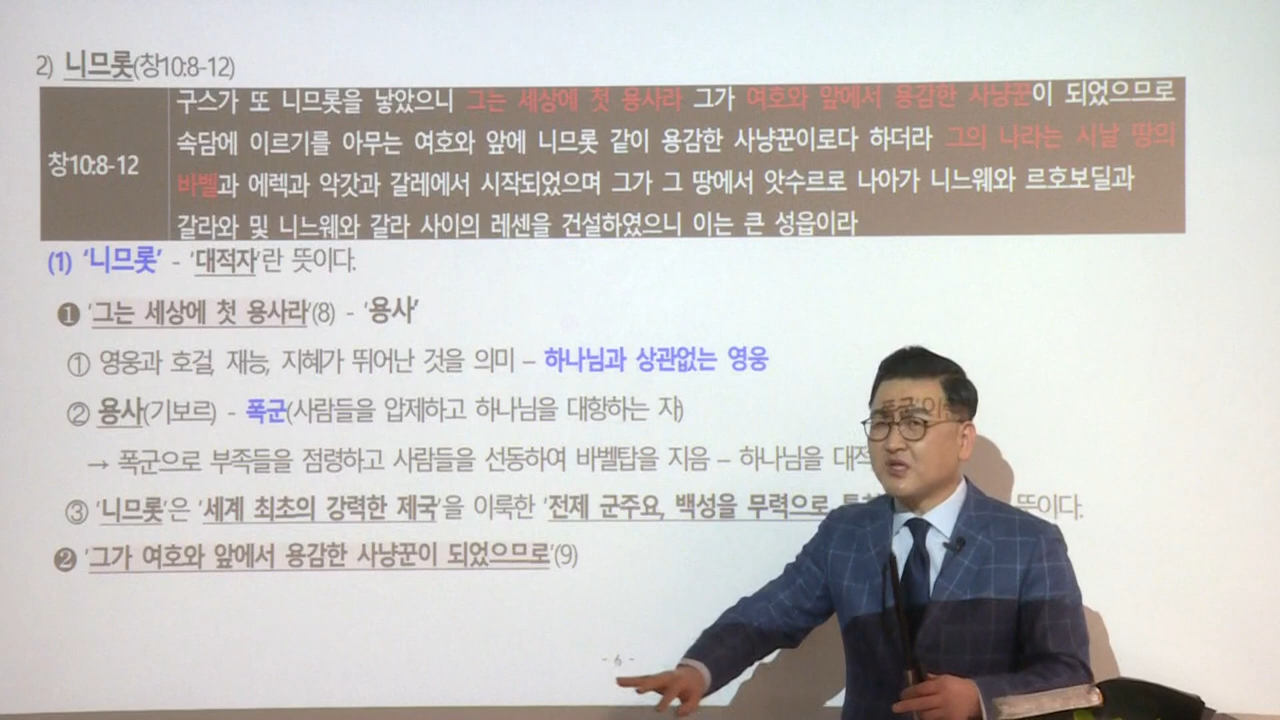 2) 니므롯(창10:8-12)
구스가 또 니므롯을 낳았으니 그는 세상에 첫 용사라 그가 여호와 앞에서 용감한 사냥꾼이 되었으므로
속담에 이르기를 아무는 여호와 앞에 니므롯 같이 용감한 사냥꾼이로다 하더라 그의 나라는 시날 땅의
창10:8-12
바벨과 에렉과 악갓과 갈레에서 시작되었으며 그가 그 땅에서 앗수르로 나아가 니느웨와 르호보딜과
갈라와 및 니느웨와 갈라 사이의 레센을 건설하였으니 이는 큰 성읍이라
(1) '니므롯' - '대적자'란 뜻이다.
❶ '그는 세상에 첫 용사라'(8) - '용사'
① 영웅과 호걸, 재능, 지혜가 뛰어난 것을 의미 – 하나님과 상관없는 영웅
② 용사(기보르) - 폭군(사람들을 압제하고 하나님을 대항하는 자)
→ 폭군으로 부족들을 점령하고 사람들을 선동하여 바벨탑을 지음 – 하나님을 대적
③ '니므롯'은 '세계 최초의 강력한 제국'을 이룩한 '전제 군주요, 백성을 무력으로 뜻이다.
❷ '그가 여호와 앞에서 용감한 사냥꾼이 되었으므로'(9)
- 6 -